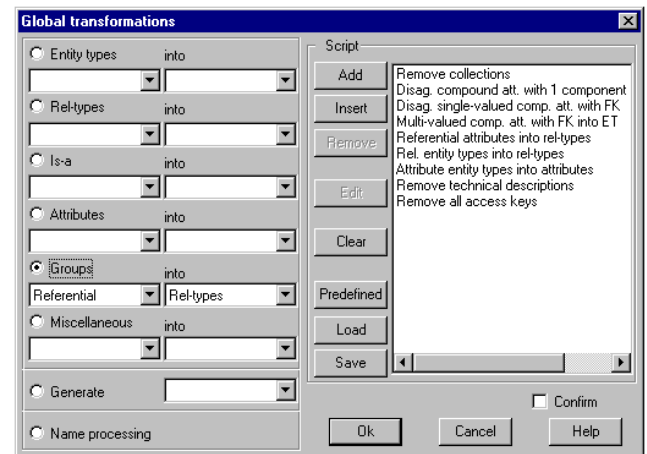 Global transformations
Entity types into
Rel-types into
Is-a into
Attributes into
Groups into
Referential Rel-types
Miscellaneous into
Generate
Name processing
Script
Add
Insert
Remove
Edit
Clear
Predefined
Load
Save
Remove collections
Disag. compound att. with 1 component
Disag. single-valued comp. att. with FK
Multi-valued comp. att. with FK into ET
Referential attributes into rel-types
Rel. entity types into rel-types
Attribute entity types into attributes
Remove technical descriptions
Remove all access keys
Confirm
Ok Cancel Help